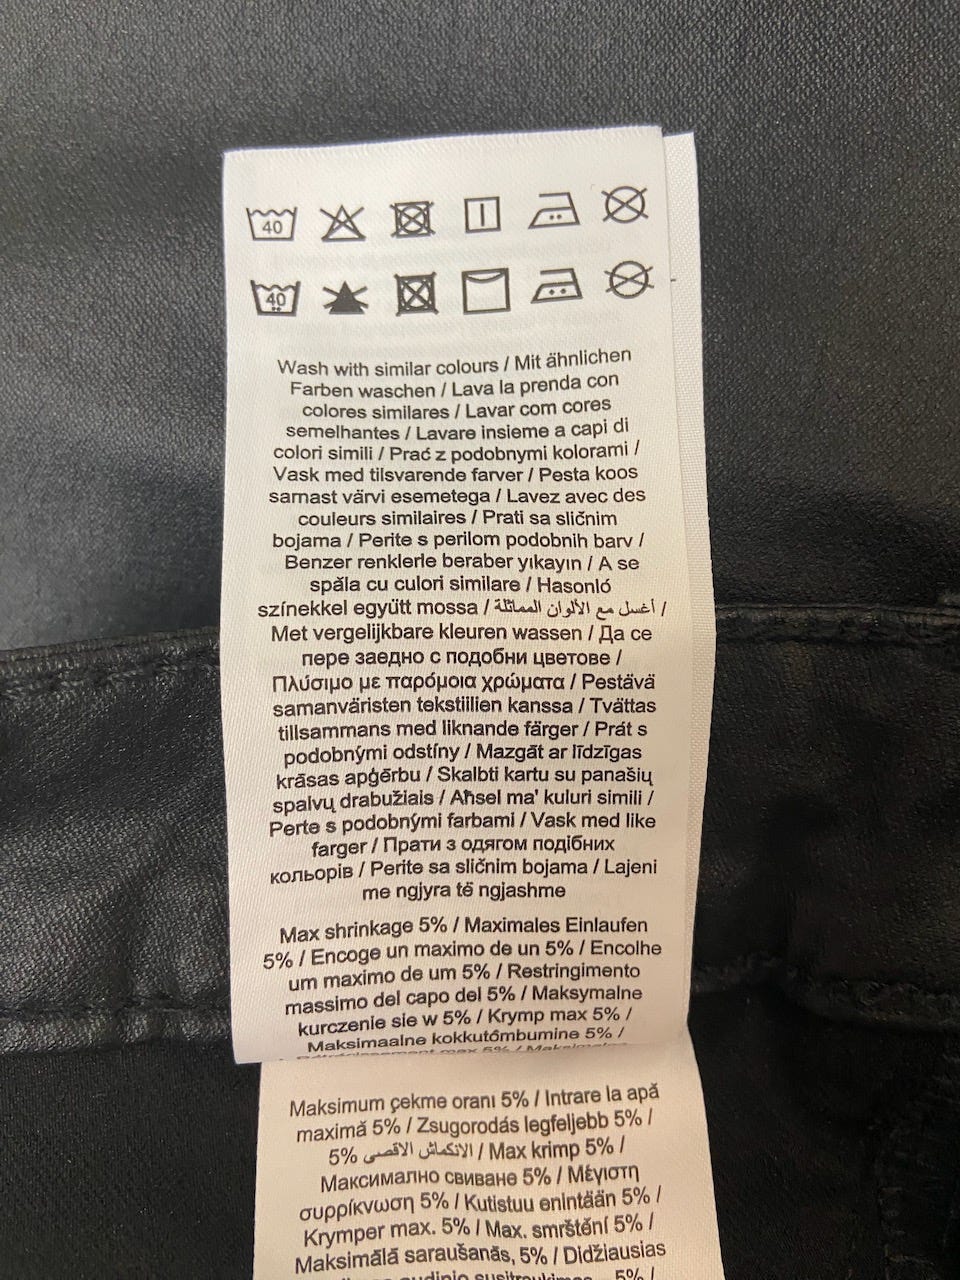 40
40
Wash with similar colours / Mit ähnlichen
Farben waschen / Lava la prenda con
colores similares / Lavar com cores
semelhantes / Lavare insieme a capi di
colori simili / Prać z podobnymi kolorami /
Vask med tilsvarende farver / Pesta koos
samast värvi esemetega / Lavez avec des
couleurs similaires / Prati sa sličnim
bojama / Perite s perilom podobnih barv /
Benzer renklerle beraber yıkayın / A se
spăla cu culori similare / Hasonló
színekkel együtt mossa / أغسل مع الألوان المماثلة /
Met vergelijkbare kleuren wassen / Да се
пере заедно с подобни цветове /
Πλύσιμο με παρόμοια χρώματα / Pestävä
samanväristen tekstiilien kanssa / Tvättas
tillsammans med liknande färger / Prát s
podobnými odstíny / Mazgāt ar līdzīgas
krāsas apģērbu / Skalbti kartu su panašių
spalvų drabužiais / Aħsel ma' kuluri simili /
Perte s podobnými farbami / Vask med like
farger / Прати з одягом подібних
кольорів / Perite sa sličnim bojama / Lajeni
me ngjyra të ngjashme
Max shrinkage 5% / Maximales Einlaufen
5% / Encoge un maximo de un 5% / Encolhe
um maximo de um 5% / Restringimento
massimo del capo del 5% / Maksymalne
kurczenie sie w 5% / Krymp max 5% /
Maksimaalne kokkutõmbumine 5% /
max 5% /
Maksimum çekme oranı 5% / Intrare la apă
maximă 5% / Zsugorodás legfeljebb 5% /
5% الانكماش الاقصى / Max krimp 5% /
Максимално свиване 5% / Μέγιστη
συρρίκνωση 5% / Kutistuu enintään 5% /
Krymper max. 5% / Max. smrštění 5% /
Maksimālā saraušanās, 5% / Didžiausias
5% /